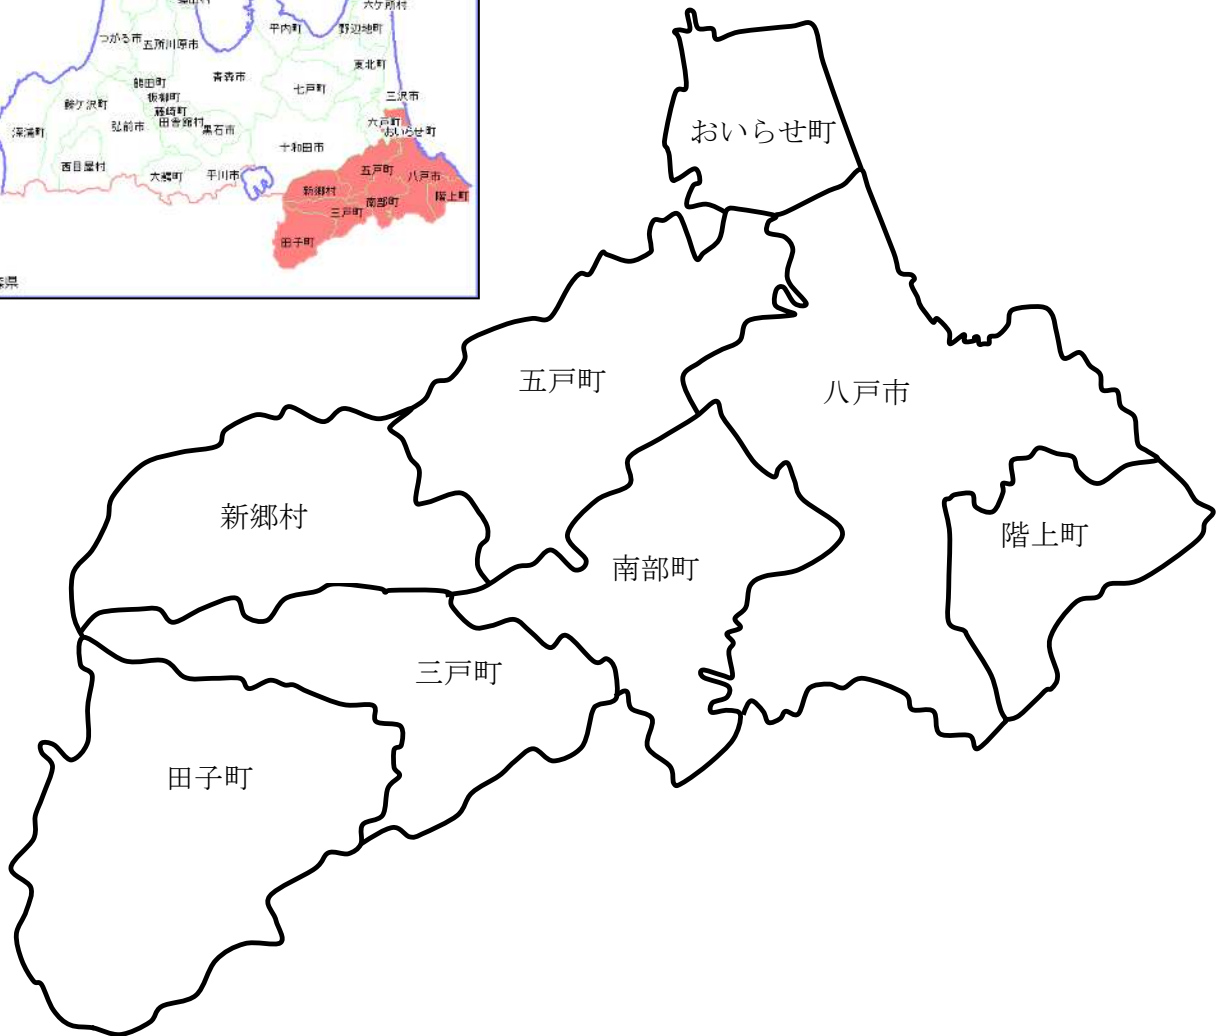 六ケ所村
つがる市
五所川原市
平内町
野辺地町
東北町
青森市
鶴田町
七戸町
板柳町
鰺ケ沢町
藤崎町
三沢市
深浦町
弘前市
田舎館村
黒石市
六戸町
おいらせ町
十和田市
西目屋村
大鰐町
平川市
五戸町
八戸市
新郷村
階上町
南部町
三戸町
田子町
おいらせ町
五戸町
八戸市
新郷村
階上町
南部町
三戸町
田子町